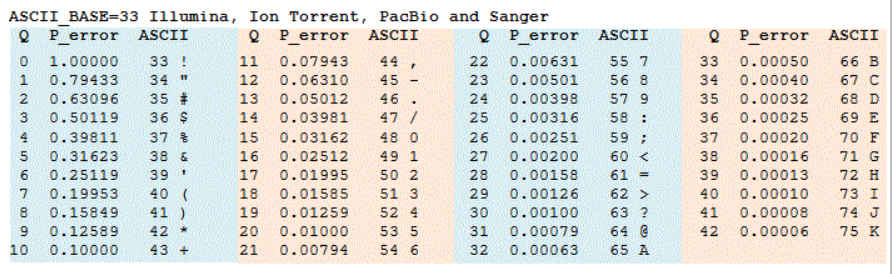 ASCII_BASE=33 Illumina, Ion Torrent, PacBio and Sanger
Q P_error ASCII Q P_error ASCII Q P_error ASCII Q P_error ASCII
0 1.00000 33 ! 11 0.07943 44 , 22 0.00631 55 7 33 0.00050 66 B
1 0.79433 34 " 12 0.06310 45 - 23 0.00501 56 8 34 0.00040 67 C
2 0.63096 35 # 13 0.05012 46 . 24 0.00398 57 9 35 0.00032 68 D
3 0.50119 36 $ 14 0.03981 47 / 25 0.00316 58 : 36 0.00025 69 E
4 0.39811 37 % 15 0.03162 48 0 26 0.00251 59 ; 37 0.00020 70 F
5 0.31623 38 & 16 0.02512 49 1 27 0.00200 60 < 38 0.00016 71 G
6 0.25119 39 ' 17 0.01995 50 2 28 0.00158 61 = 39 0.00013 72 H
7 0.19953 40 ( 18 0.01585 51 3 29 0.00126 62 > 40 0.00010 73 I
8 0.15849 41 ) 19 0.01259 52 4 30 0.00100 63 ? 41 0.00008 74 J
9 0.12589 42 * 20 0.01000 53 5 31 0.00079 64 @ 42 0.00006 75 K
10 0.10000 43 + 21 0.00794 54 6 32 0.00063 65 A